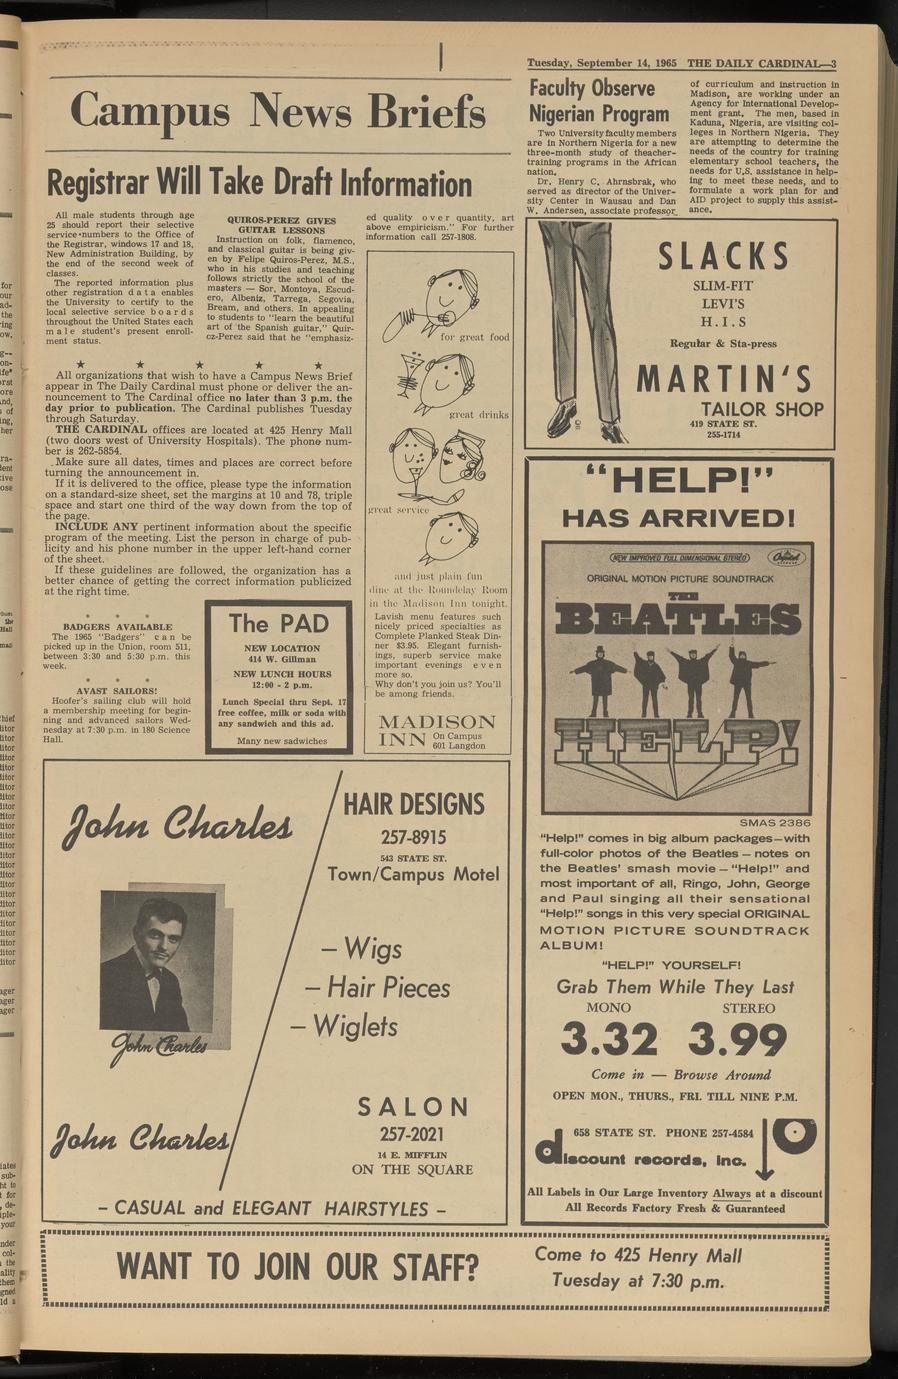 Tuesday, September 14, 1965 THE DAILY CARDINAL—3
Campus News Briefs
Registrar Will Take Draft Information
All male students through age
25 should report their selective
service numbers to the Office of
the Registrar, windows 17 and 18,
New Administration Building, by
the end of the second week of
classes.
The reported information plus
other registration data enables
the University to certify to the
local selective service boards
throughout the United States each
male student's present enroll-
ment status.
QUIROS-PEREZ GIVES
GUITAR LESSONS
Instruction on folk, flamenco,
and classical guitar is being giv-
en by Felipe Quiros-Perez, M.S.,
who in his studies and teaching
follows strictly the school of the
masters — Sor, Montoya, Escud-
ero, Albeniz, Tarrega, Segovia,
Bream, and others. In appealing
to students to "learn the beautiful
art of the Spanish guitar," Quir-
cz-Perez said that he "emphasiz-
ed quality over quantity, art
above empiricism." For further
information call 257-1808.
★ ★ ★ ★ ★
All organizations that wish to have a Campus News Brief
appear in The Daily Cardinal must phone or deliver the an-
nouncement to The Cardinal office no later than 3 p.m. the
day prior to publication. The Cardinal publishes Tuesday
through Saturday.
THE CARDINAL offices are located at 425 Henry Mall
(two doors west of University Hospitals). The phone num-
ber is 262-5854.
Make sure all dates, times and places are correct before
turning the announcement in.
If it is delivered to the office, please type the information
on a standard-size sheet, set the margins at 10 and 78, triple
space and start one third of the way down from the top of
the page.
INCLUDE ANY pertinent information about the specific
program of the meeting. List the person in charge of pub-
licity and his phone number in the upper left-hand corner
of the sheet.
If these guidelines are followed, the organization has a
better chance of getting the correct information publicized
at the right time.
* * *
BADGERS AVAILABLE
The 1965 "Badgers" can be
picked up in the Union, room 511,
between 3:30 and 5:30 p.m. this
week.
* * *
AVAST SAILORS!
Hoofer's sailing club will hold
a membership meeting for begin-
ning and advanced sailors Wed-
nesday at 7:30 p.m. in 180 Science
Hall.
The PAD
NEW LOCATION
414 W. Gillman
NEW LUNCH HOURS
12:00 - 2 p.m.
Lunch Special thru Sept. 17
free coffee, milk or soda with
any sandwich and this ad.
Many new sadwiches
for great food
great drinks
great service
and just plain fun
dine at the Roundelay Room
in the Madison Inn tonight.
Lavish menu features such
nicely priced specialties as
Complete Planked Steak Din-
ner $3.95. Elegant furnish-
ings, superb service make
important evenings even
more so.
Why don't you join us? You'll
be among friends.
MADISON
INN On Campus
601 Langdon
Faculty Observe
Nigerian Program
Two University faculty members
are in Northern Nigeria for a new
three-month study of theacher-
training programs in the African
nation.
Dr. Henry C. Ahrnsbrak, who
served as director of the Univer-
sity Center in Wausau and Dan
W. Andersen, associate professor
of curriculum and instruction in
Madison, are working under an
Agency for International Develop-
ment grant. The men, based in
Kaduna, Nigeria, are visiting col-
leges in Northern Nigeria. They
are attempting to determine the
needs of the country for training
elementary school teachers, the
needs for U.S. assistance in help-
ing to meet these needs, and to
formulate a work plan for and
AID project to supply this assist-
ance.
SLACKS
SLIM-FIT
LEVI'S
H.I.S
Regular & Sta-press
MARTIN'S
TAILOR SHOP
419 STATE ST.
255-1714
"HELP!"
HAS ARRIVED!
NEW IMPROVED FULL DIMENSIONAL STEREO
Capitol
ORIGINAL MOTION PICTURE SOUNDTRACK
THE
BEATLES
HELP!
SMAS 2386
"Help!" comes in big album packages—with
full-color photos of the Beatles — notes on
the Beatles' smash movie — "Help!" and
most important of all, Ringo, John, George
and Paul singing all their sensational
"Help!" songs in this very special ORIGINAL
MOTION PICTURE SOUNDTRACK
ALBUM!
"HELP!" YOURSELF!
Grab Them While They Last
MONO STEREO
3.32 3.99
Come in — Browse Around
OPEN MON., THURS., FRI. TILL NINE P.M.
658 STATE ST. PHONE 257-4584
discount records, inc.
All Labels in Our Large Inventory Always at a discount
All Records Factory Fresh & Guaranteed
John Charles
HAIR DESIGNS
257-8915
543 STATE ST.
Town/Campus Motel
– Wigs
– Hair Pieces
– Wiglets
John Charles
John Charles
SALON
257-2021
14 E. MIFFLIN
ON THE SQUARE
– CASUAL and ELEGANT HAIRSTYLES –
WANT TO JOIN OUR STAFF?
Come to 425 Henry Mall
Tuesday at 7:30 p.m.